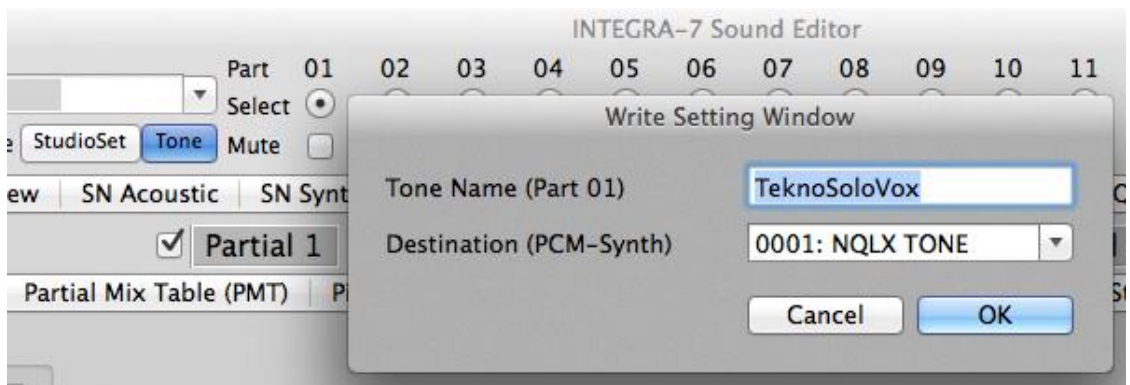 INTEGRA-7 Sound Editor
Part 01 02 03 04 05 06 07 08 09 10 11
Select
StudioSet Tone Mute
Write Setting Window
ew SN Acoustic SN Synt
Tone Name (Part 01) TeknoSoloVox
Partial 1
Destination (PCM-Synth) 0001: NQLX TONE
Partial Mix Table (PMT)
Cancel OK